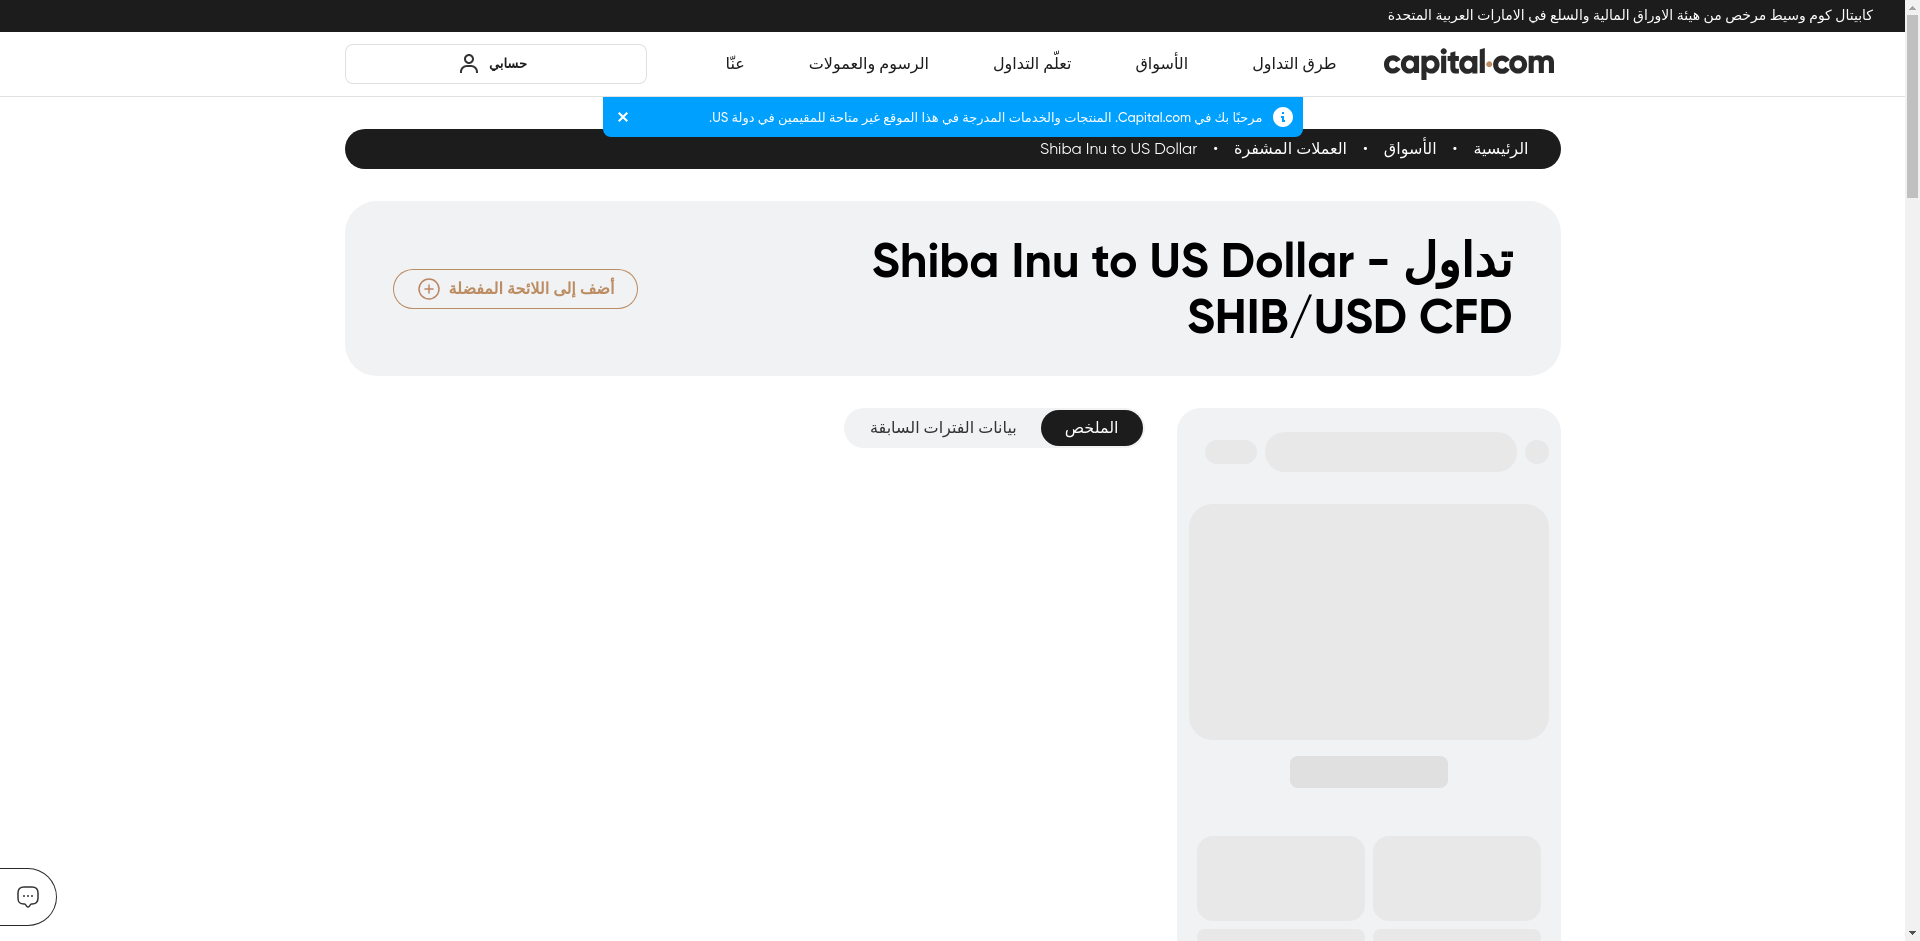 كابيتال كوم وسيط مرخص من هيئة الاوراق المالية والسلع في الامارات العربية المتحدة
capital.com
طرق التداول
الأسواق
تعلّم التداول
الرسوم والعمولات
عنّا
حسابي
مرحبًا بك في Capital.com. المنتجات والخدمات المدرجة في هذا الموقع غير متاحة للمقيمين في دولة US.
الرئيسية • الأسواق • العملات المشفرة • Shiba Inu to US Dollar
تداول Shiba Inu to US Dollar -
SHIB/USD CFD
أضف إلى اللائحة المفضلة
الملخص
بيانات الفترات السابقة